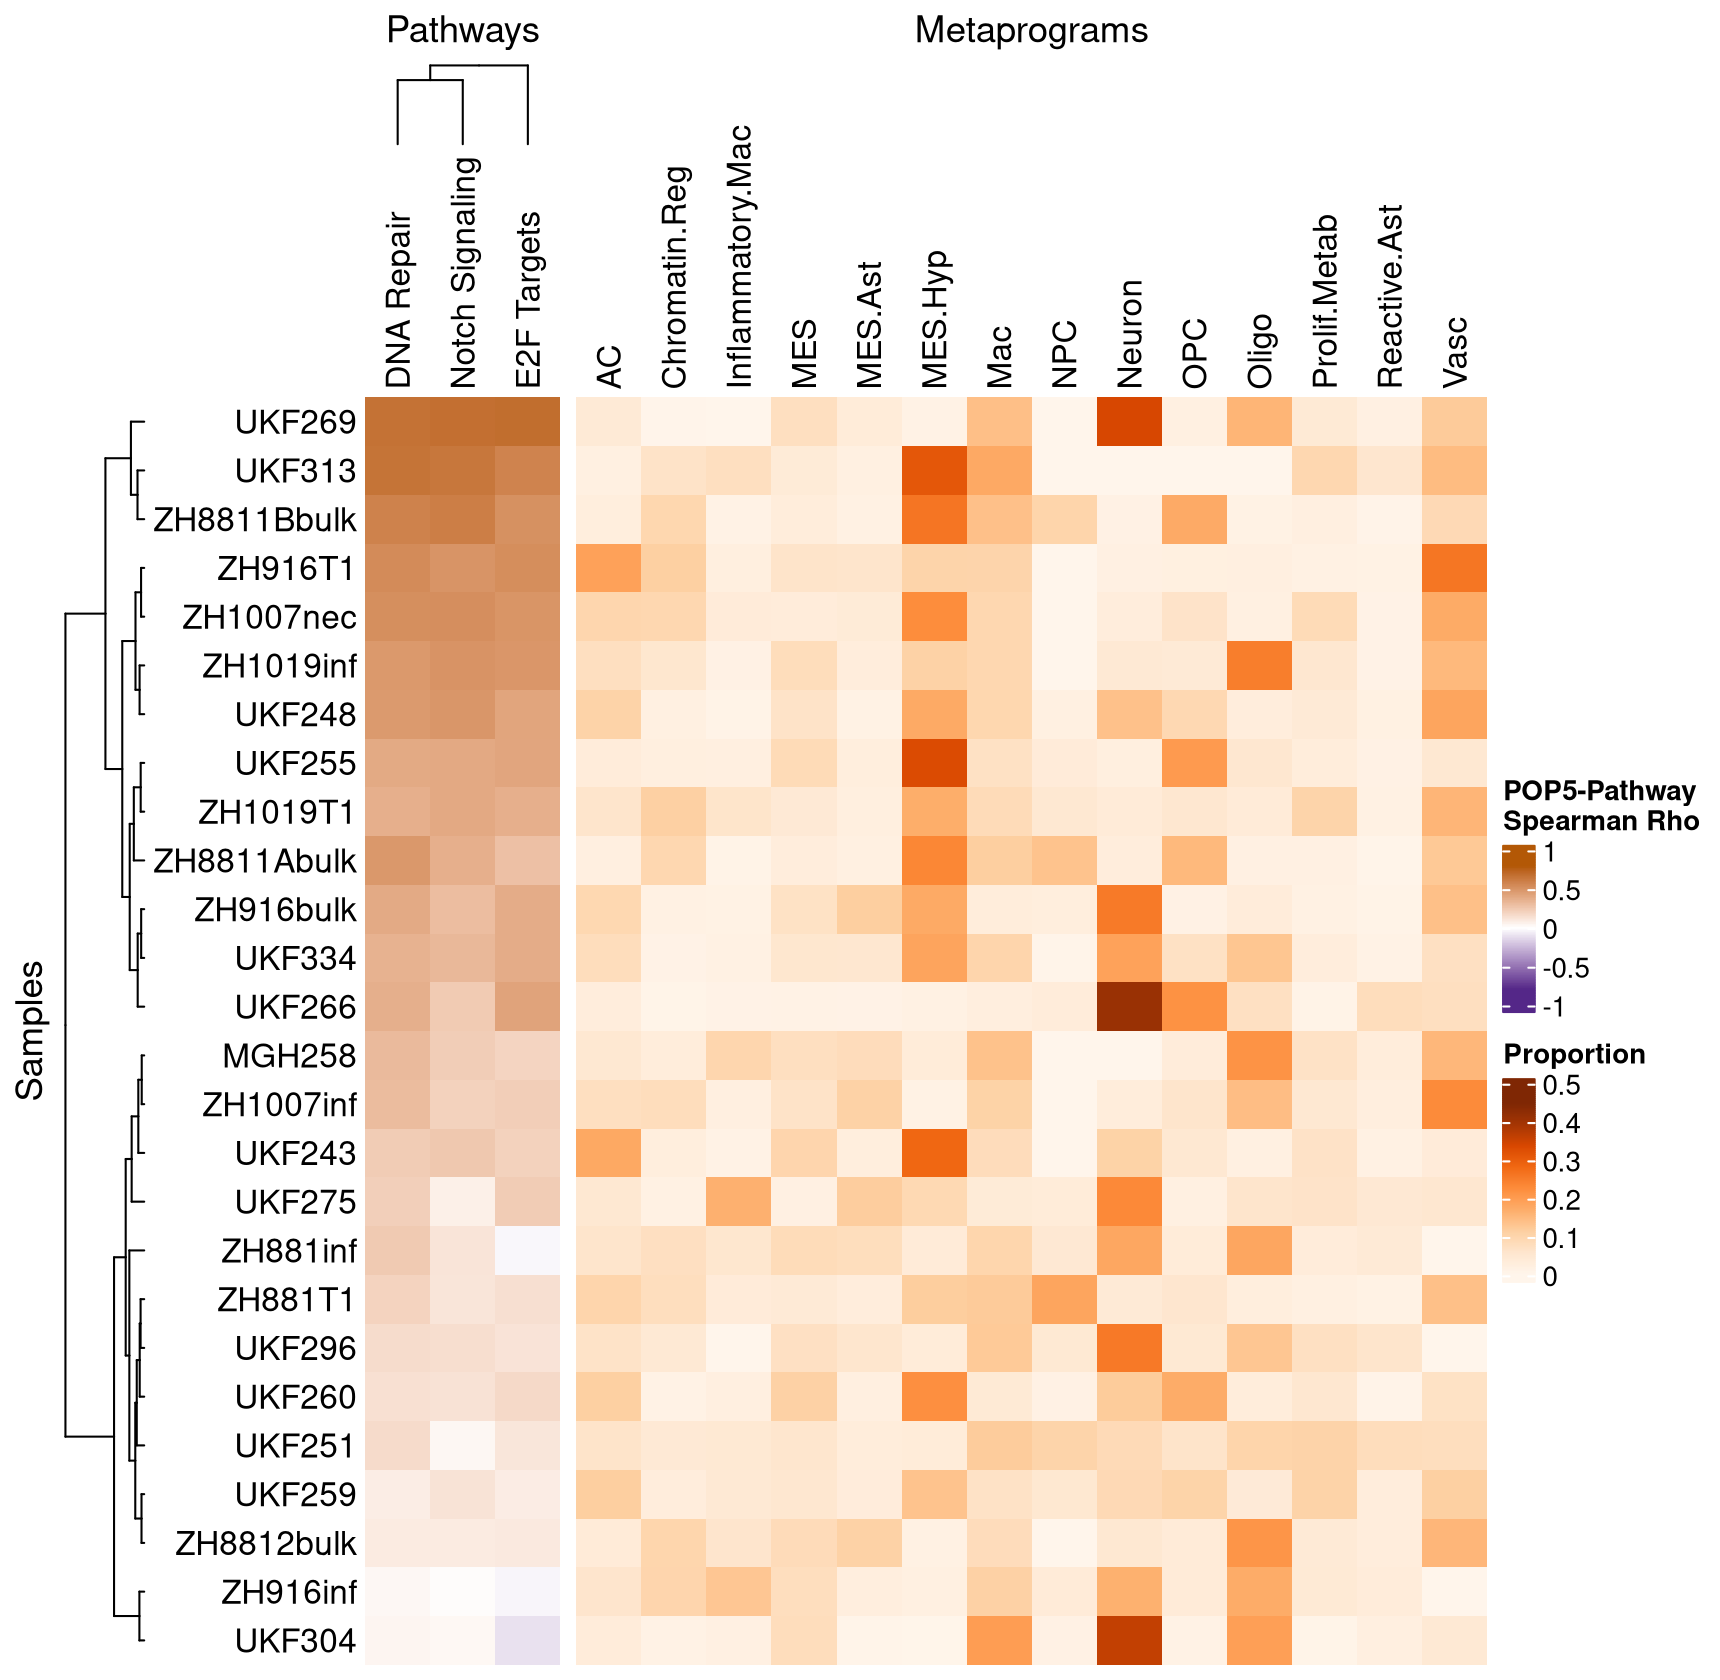 Pathways
Metaprograms
DNA Repair
Notch Signaling
E2F Targets
AC
Chromatin.Reg
Inflammatory.Mac
MES
MES.Ast
MES.Hyp
Mac
NPC
Neuron
OPC
Oligo
Prolif.Metab
Reactive.Ast
Vasc
Samples
UKF269
UKF313
ZH8811Bbulk
ZH916T1
ZH1007nec
ZH1019inf
UKF248
UKF255
ZH1019T1
ZH8811Abulk
ZH916bulk
UKF334
UKF266
MGH258
ZH1007inf
UKF243
UKF275
ZH881inf
ZH881T1
UKF296
UKF260
UKF251
UKF259
ZH8812bulk
ZH916inf
UKF304
POP5-Pathway
Spearman Rho
1
0.5
0
-0.5
-1
Proportion
0.5
0.4
0.3
0.2
0.1
0